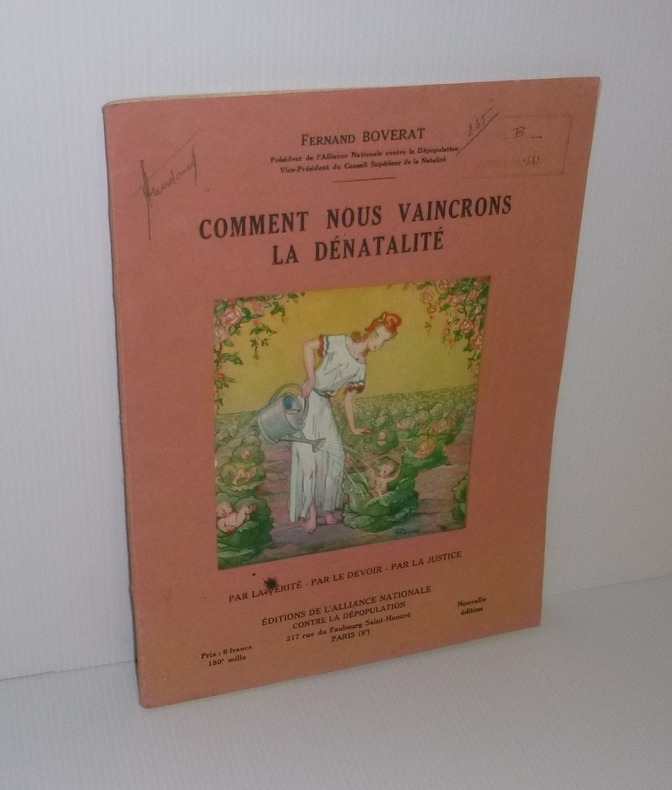 FERNAND BOVERAT
Président de l'Alliance Nationale contre la Dépopulation
Vice-Président du Conseil Supérieur de la Natalité
B.
COMMENT NOUS VAINCRONS
LA DÉNATALITÉ
PAR LA VÉRITÉ - PAR LE DEVOIR - PAR LA JUSTICE
ÉDITIONS DE L'ALLIANCE NATIONALE
CONTRE LA DÉPOPULATION
217 rue du Faubourg Saint-Honoré
PARIS (8e)
Prix : 6 francs
180e mille
Nouvelle
édition